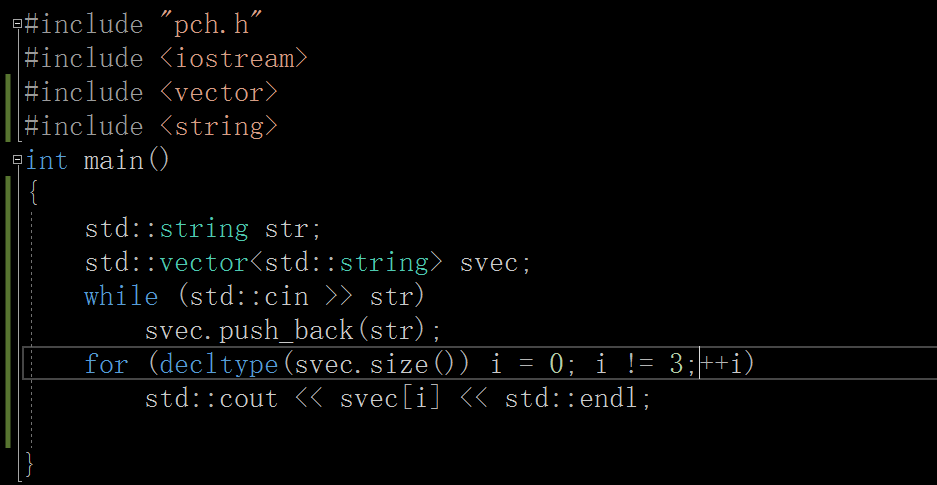 #include "pch.h"
#include <iostream>
#include <vector>
#include <string>
int main()
{
    std::string str;
    std::vector<std::string> svec;
    while (std::cin >> str)
        svec.push_back(str);
    for (decltype(svec.size()) i = 0; i != 3;++i)
        std::cout << svec[i] << std::endl;
}